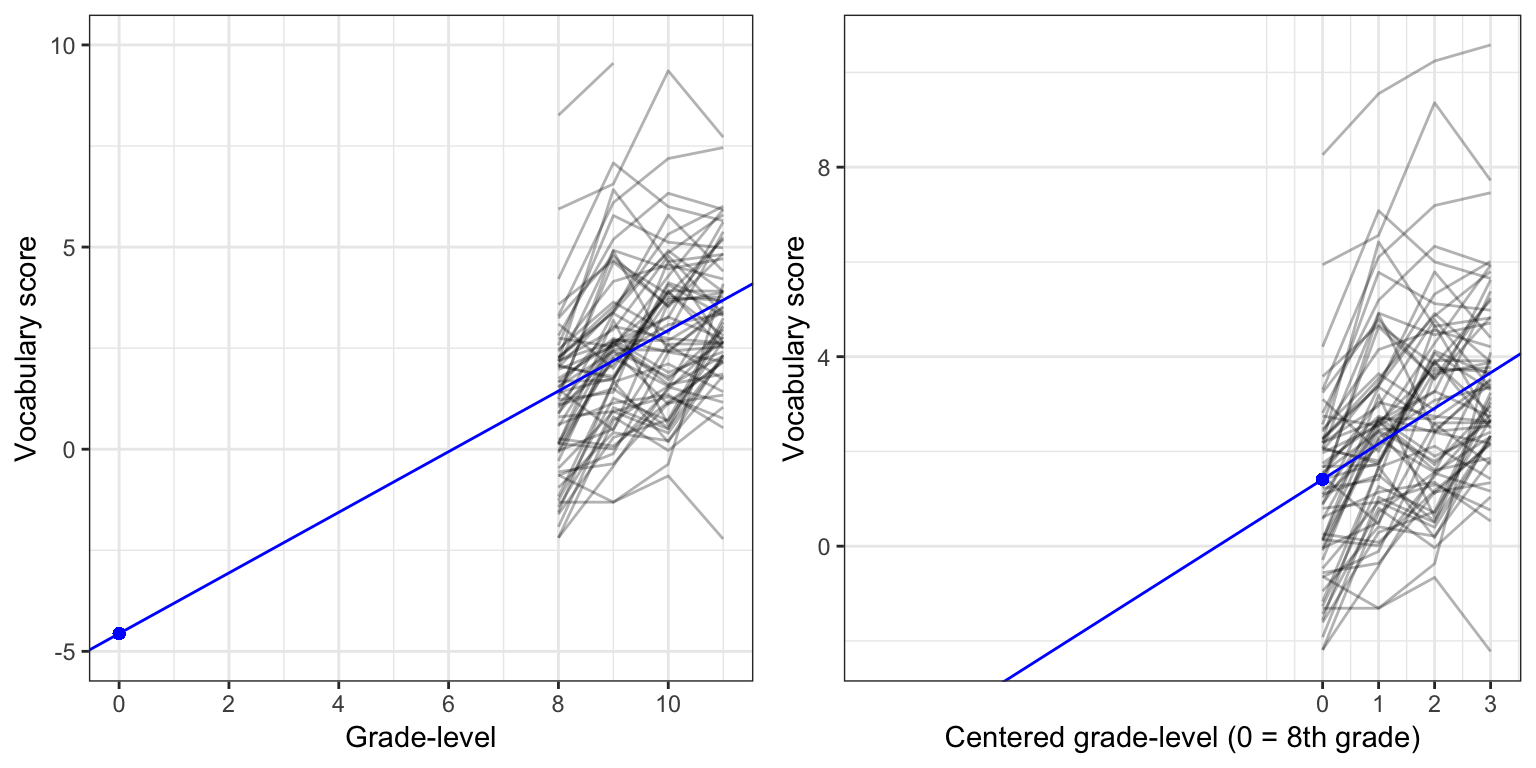 Vocabulary score
10
5
0
-5
0 2 4 6 8 10
Grade-level
Vocabulary score
8
4
0
0 1 2 3
Centered grade-level (0 = 8th grade)